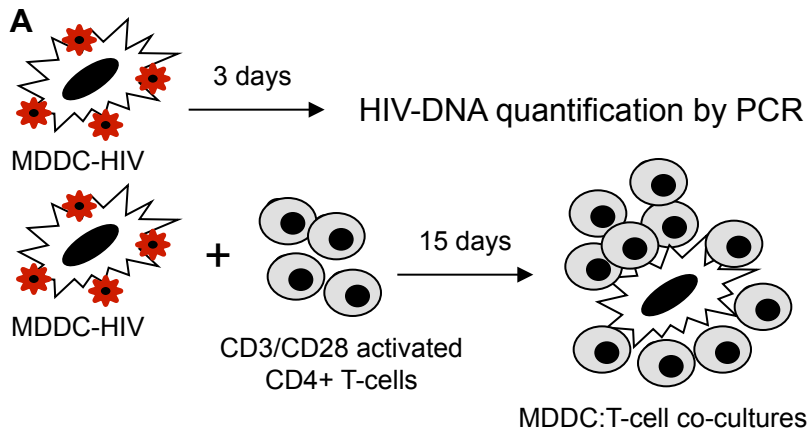 A
3 days
HIV-DNA quantification by PCR
MDDC-HIV
+
15 days
MDDC-HIV
CD3/CD28 activated
CD4+ T-cells
MDDC:T-cell co-cultures